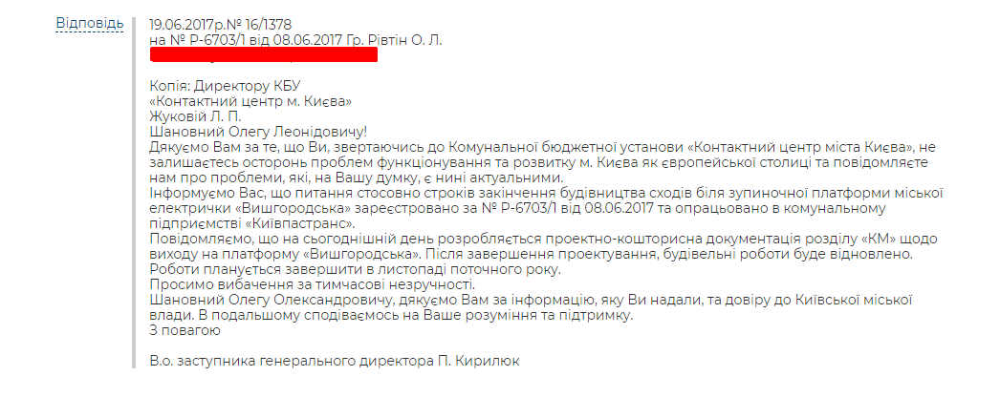 Відповідь
19.06.2017р.№ 16/1378
на № Р-6703/1 від 08.06.2017 Гр. Рівтін О. Л.
Копія: Директору КБУ
«Контактний центр м. Києва»
Жуковій Л. П.
Шановний Олегу Леонідовичу!
Дякуємо Вам за те, що Ви, звертаючись до Комунальної бюджетної установи «Контактний центр міста Києва», не
залишаєтесь осторонь проблем функціонування та розвитку м. Києва як європейської столиці та повідомляєте
нам про проблеми, які, на Вашу думку, є нині актуальними.
Інформуємо Вас, що питання стосовно строків закінчення будівництва сходів біля зупиночної платформи міської
електрички «Вишгородська» зареєстровано за № Р-6703/1 від 08.06.2017 та опрацьовано в комунальному
підприємстві «Київпастранс».
Повідомляємо, що на сьогоднішній день розробляється проектно-кошторисна документація розділу «КМ» щодо
виходу на платформу «Вишгородська». Після завершення проектування, будівельні роботи буде відновлено.
Роботи планується завершити в листопаді поточного року.
Просимо вибачення за тимчасові незручності.
Шановний Олегу Олександровичу, дякуємо Вам за інформацію, яку Ви надали, та довіру до Київської міської
влади. В подальшому сподіваємось на Ваше розуміння та підтримку.
З повагою
В.о. заступника генерального директора П. Кирилюк